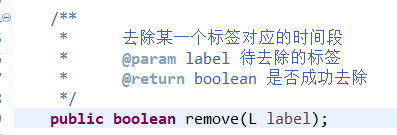 /**
* 去除某一个标签对应的时间段
* @param label 待去除的标签
* @return boolean 是否成功去除
*/
public boolean remove(L label);